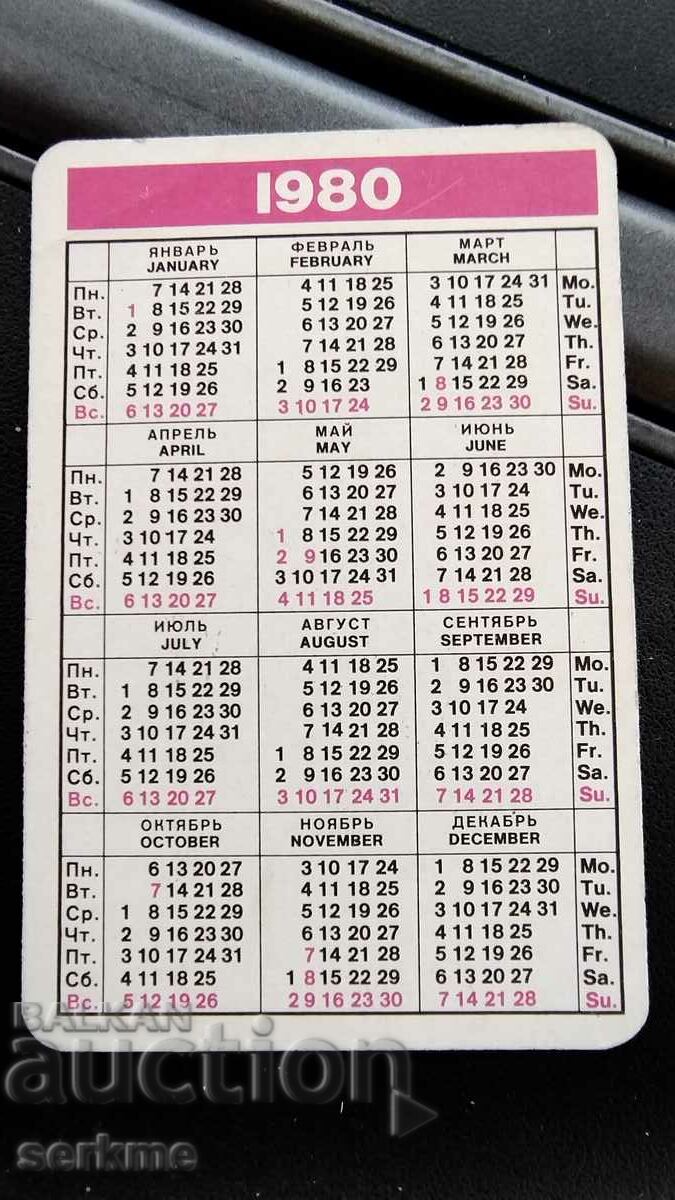 1980
ЯНВАРЬ ФЕВРАЛЬ МАРТ
JANUARY FEBRUARY MARCH
Пн. 7 14 21 28 4 11 18 25 3 10 17 24 31 Mo.
Вт. 1 8 15 22 29 5 12 19 26 4 11 18 25 Tu.
Ср. 2 9 16 23 30 6 13 20 27 5 12 19 26 We.
Чт. 3 10 17 24 31 7 14 21 28 6 13 20 27 Th.
Пт. 4 11 18 25 1 8 15 22 29 7 14 21 28 Fr.
Сб. 5 12 19 26 2 9 16 23 1 8 15 22 29 Sa.
Вс. 6 13 20 27 3 10 17 24 2 9 16 23 30 Su.
АПРЕЛЬ МАЙ ИЮНЬ
APRIL MAY JUNE
Пн. 7 14 21 28 5 12 19 26 2 9 16 23 30 Mo.
Вт. 1 8 15 22 29 6 13 20 27 3 10 17 24 Tu.
Ср. 2 9 16 23 30 7 14 21 28 4 11 18 25 We.
Чт. 3 10 17 24 1 8 15 22 29 5 12 19 26 Th.
Пт. 4 11 18 25 2 9 16 23 30 6 13 20 27 Fr.
Сб. 5 12 19 26 3 10 17 24 31 7 14 21 28 Sa.
Вс. 6 13 20 27 4 11 18 25 1 8 15 22 29 Su.
ИЮЛЬ АВГУСТ СЕНТЯБРЬ
JULY AUGUST SEPTEMBER
Пн. 7 14 21 28 4 11 18 25 1 8 15 22 29 Mo.
Вт. 1 8 15 22 29 5 12 19 26 2 9 16 23 30 Tu.
Ср. 2 9 16 23 30 6 13 20 27 3 10 17 24 We.
Чт. 3 10 17 24 31 7 14 21 28 4 11 18 25 Th.
Пт. 4 11 18 25 1 8 15 22 29 5 12 19 26 Fr.
Сб. 5 12 19 26 2 9 16 23 30 6 13 20 27 Sa.
Вс. 6 13 20 27 3 10 17 24 31 7 14 21 28 Su.
ОКТЯБРЬ НОЯБРЬ ДЕКАБРЬ
OCTOBER NOVEMBER DECEMBER
Пн. 6 13 20 27 3 10 17 24 1 8 15 22 29 Mo.
Вт. 7 14 21 28 4 11 18 25 2 9 16 23 30 Tu.
Ср. 1 8 15 22 29 5 12 19 26 3 10 17 24 31 We.
Чт. 2 9 16 23 30 6 13 20 27 4 11 18 25 Th.
Пт. 3 10 17 24 31 7 14 21 28 5 12 19 26 Fr.
Сб. 4 11 18 25 1 8 15 22 29 6 13 20 27 Sa.
Вс. 5 12 19 26 2 9 16 23 30 7 14 21 28 Su.
BALKAN
auction
serkme